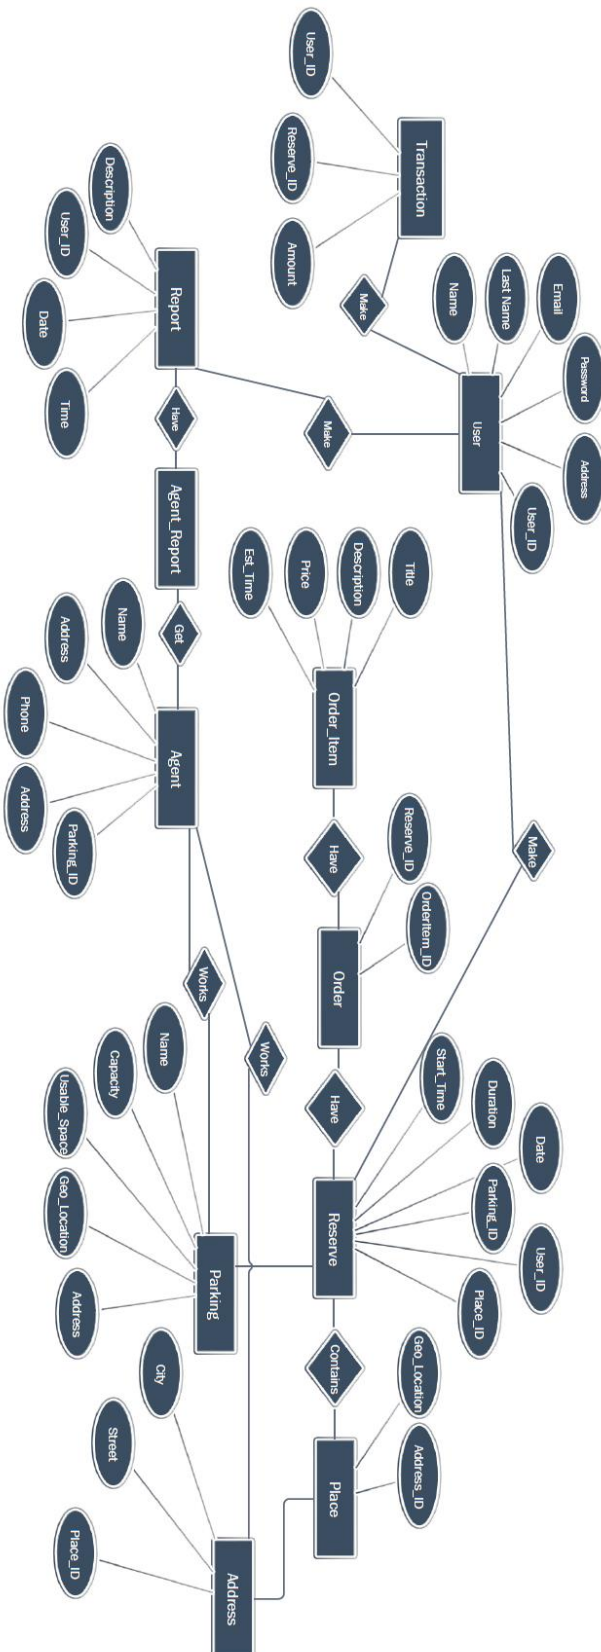 Transaction
User_ID
Reserve_ID
Amount
Make
User
Name
Last Name
Email
Password
Address
User_ID
Make
Make
Report
Description
User_ID
Date
Time
Have
Agent_Report
Get
Agent
Name
Address
Phone
Address
Parking_ID
Works
Works
Order_Item
Title
Description
Price
Est_Time
Have
Order
Reserve_ID
OrderItem_ID
Have
Reserve
Start_Time
Duration
Date
Parking_ID
User_ID
Place_ID
Contains
Place
Geo_Location
Address_ID
Parking
Name
Capacity
Usable_Space
Geo_Location
Address
Address
City
Street
Place_ID